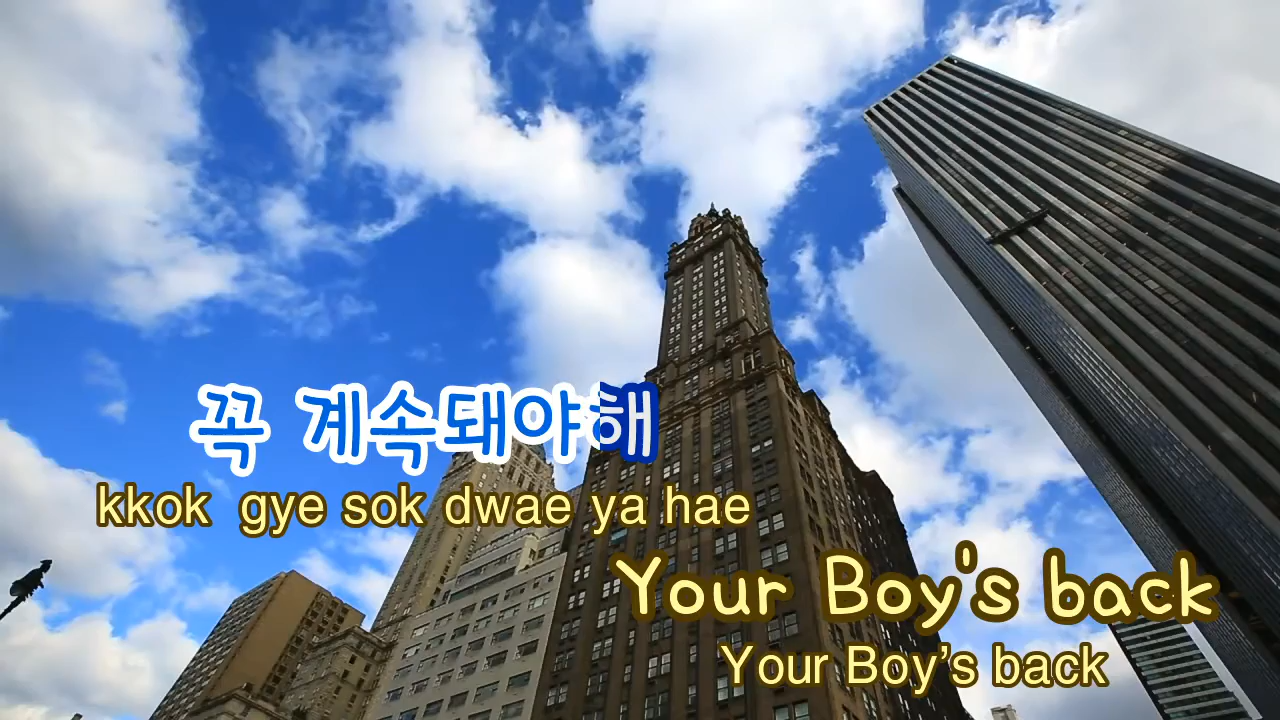 꼭 계속돼야해
kkok gye sok dwae ya hae
Your Boy's back
Your Boy’s back